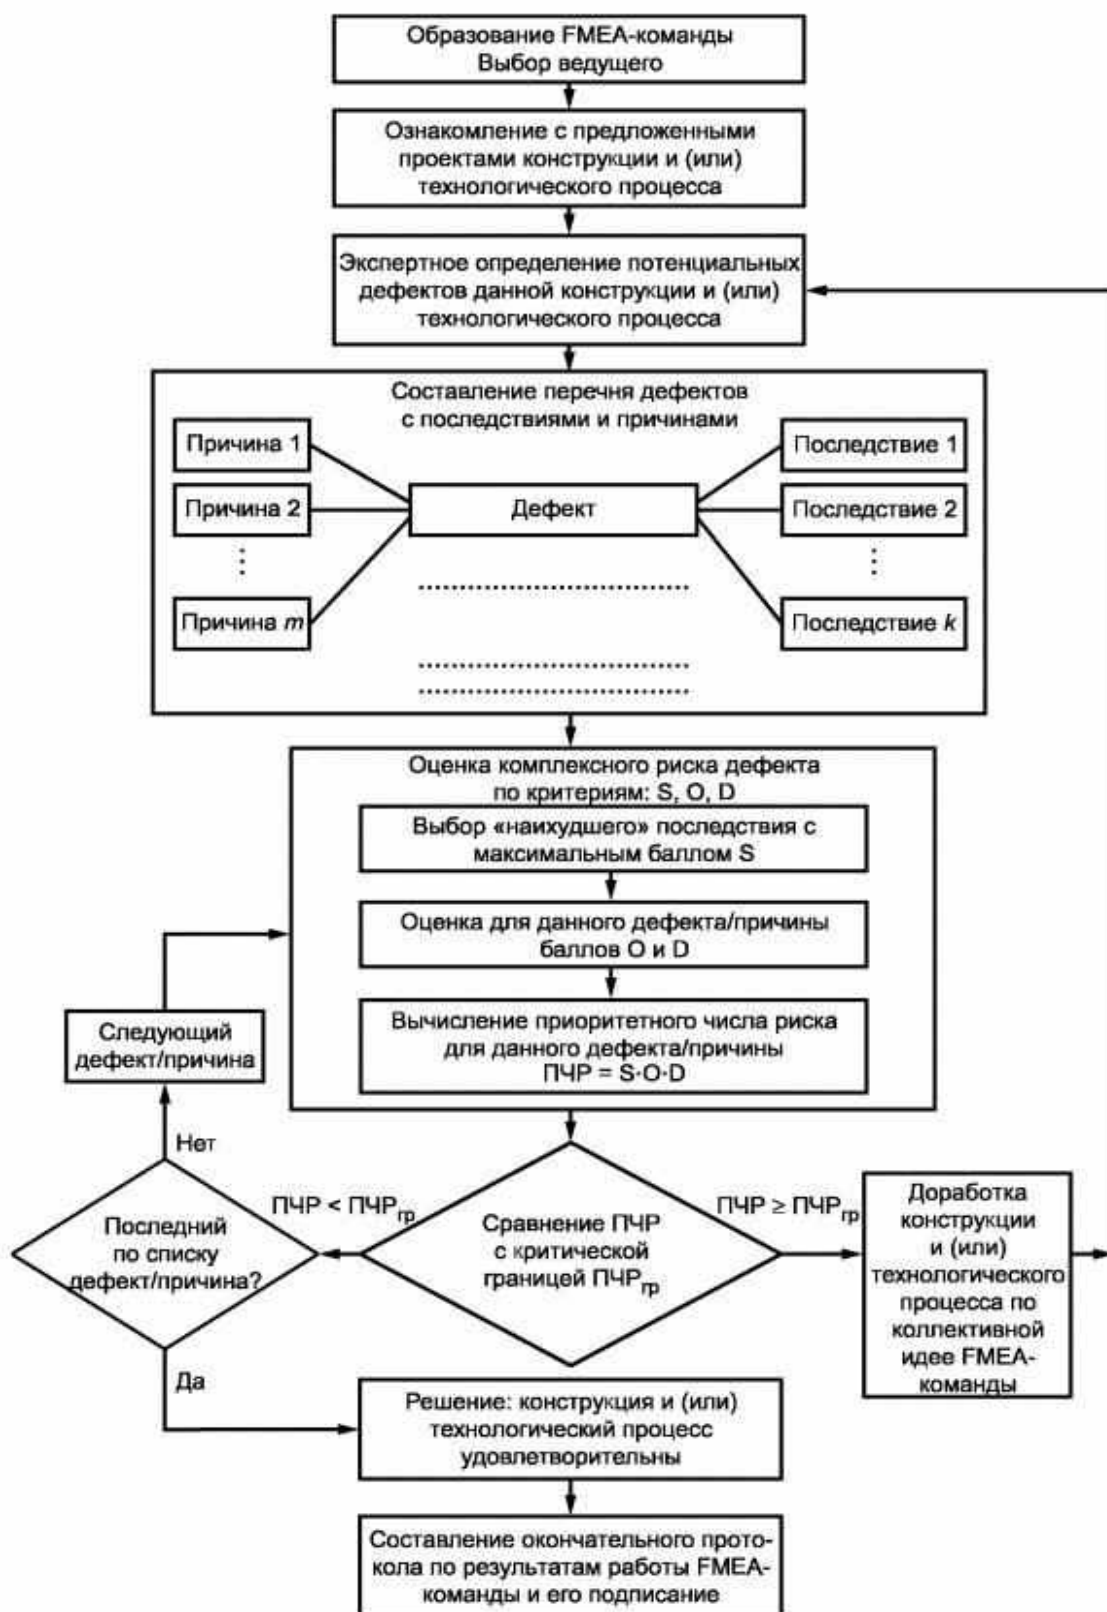 Образование FMEA-команды
Выбор ведущего
Ознакомление с предложенными
проектами конструкции и (или)
технологического процесса
Экспертное определение потенциальных
дефектов данной конструкции и (или)
технологического процесса
Составление перечня дефектов
с последствиями и причинами
Причина 1
Последствие 1
Причина 2
Дефект
Последствие 2
Причина m
Последствие k
Оценка комплексного риска дефекта
по критериям: S, O, D
Выбор «наихудшего» последствия с
максимальным баллом S
Оценка для данного дефекта/причины
баллов O и D
Вычисление приоритетного числа риска
для данного дефекта/причины
ПЧР = S·O·D
Следующий
дефект/причина
Нет
Последний
по списку
дефект/причина?
Да
ПЧР < ПЧРгр
Сравнение ПЧР
с критической
границей ПЧРгр
ПЧР ≥ ПЧРгр
Доработка
конструкции
и (или)
технологического
процесса по
коллективной
идее FMEA-
команды
Решение: конструкция и (или)
технологический процесс
удовлетворительны
Составление окончательного прото-
кола по результатам работы FMEA-
команды и его подписание